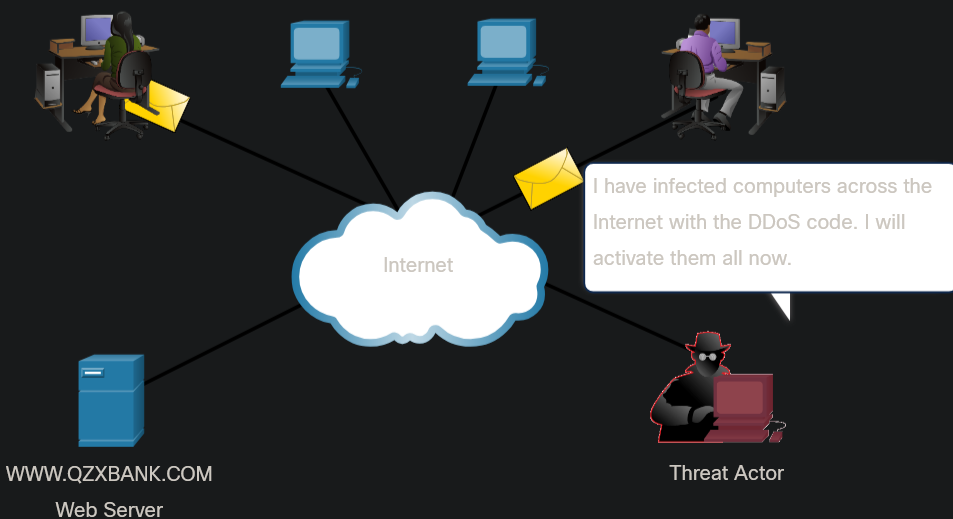 I have infected computers across the
Internet with the DDoS code. I will
activate them all now.
Internet
WWW.QZXBANK.COM
Web Server
Threat Actor